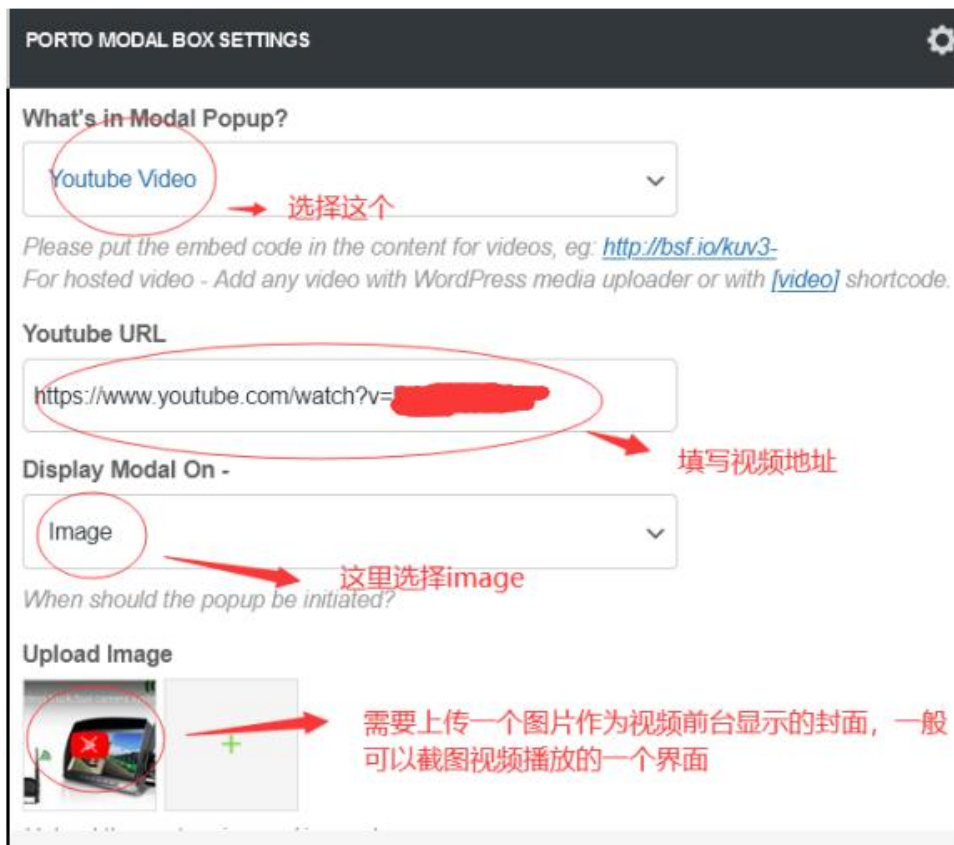 PORTO MODAL BOX SETTINGS
What's in Modal Popup?
Youtube Video
选择这个
Please put the embed code in the content for videos, eg: http://bsf.io/kuv3-
For hosted video - Add any video with WordPress media uploader or with [video] shortcode.
Youtube URL
https://www.youtube.com/watch?v=
填写视频地址
Display Modal On -
Image
这里选择image
When should the popup be initiated?
Upload Image
需要上传一个图片作为视频前台显示的封面，一般
可以截图视频播放的一个界面